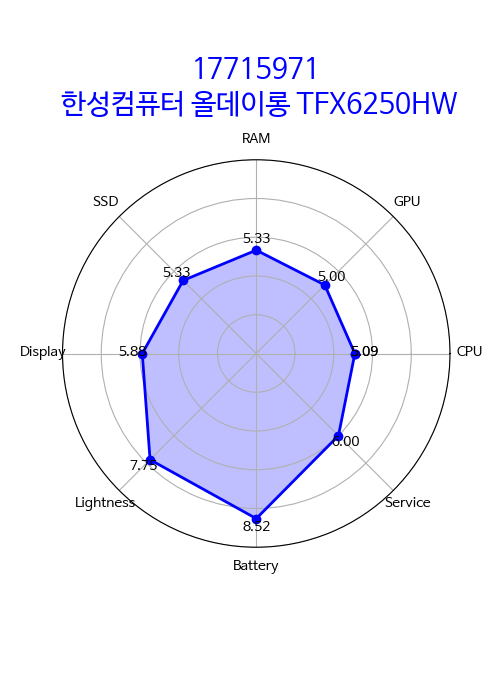 17715971
한성컴퓨터 올데이롱 TFX6250HW
RAM
SSD
GPU
5.33
5.33
5.00
Display
5.88
5.09
CPU
7.73
6.00
Lightness
Service
8.52
Battery